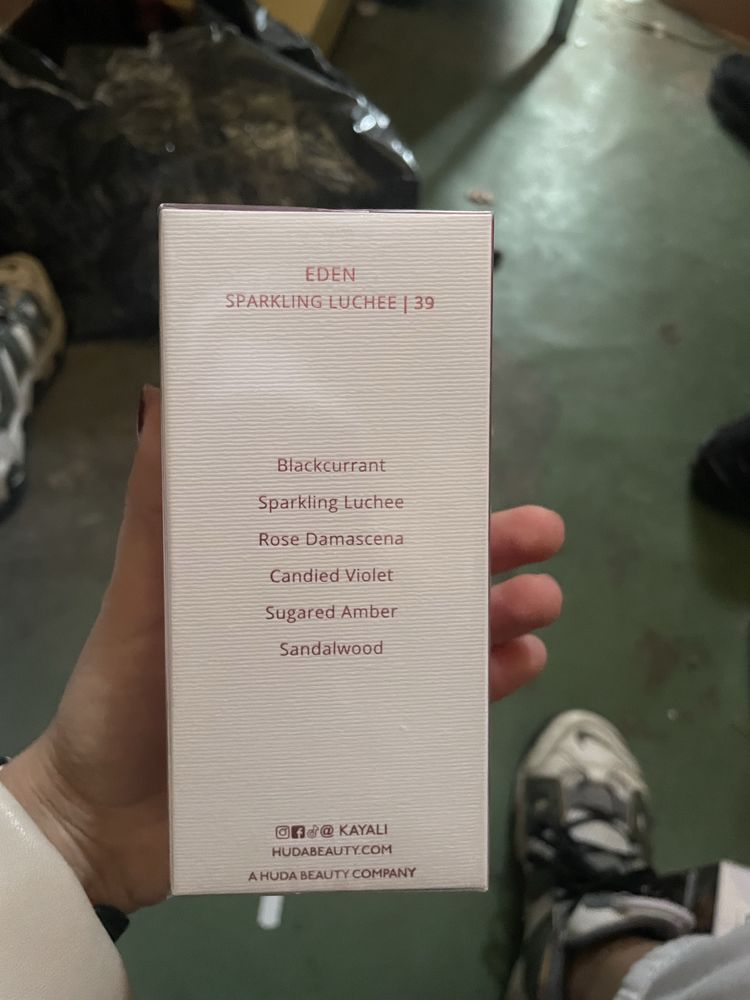 EDEN
SPARKLING LUCHEE | 39
Blackcurrant
Sparkling Luchee
Rose Damascena
Candied Violet
Sugared Amber
Sandalwood
@ KAYALI
HUDABEAUTY.COM
A HUDA BEAUTY COMPANY